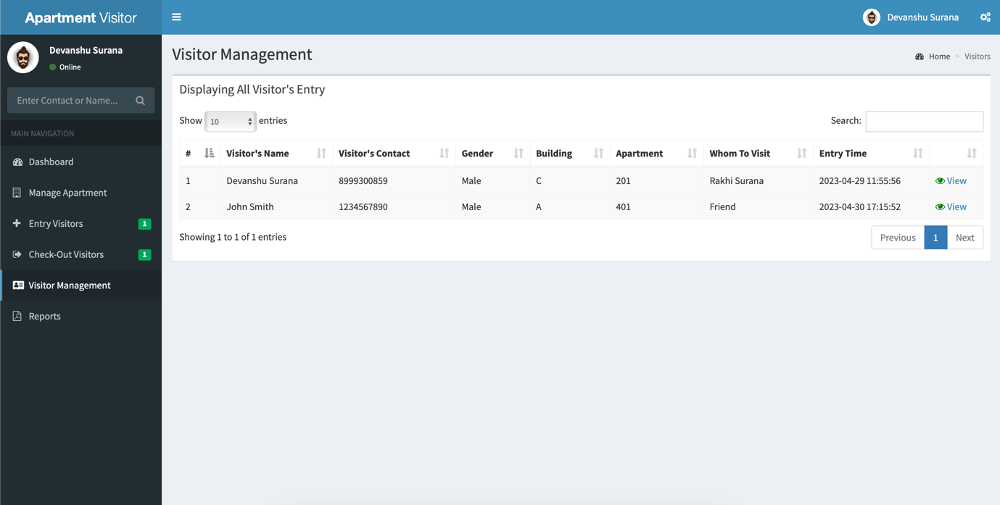 Apartment Visitor
Devanshu Surana
Devanshu Surana
Online
Enter Contact or Name...
MAIN NAVIGATION
Dashboard
Manage Apartment
Entry Visitors 1
Check-Out Visitors 1
Visitor Management
Reports
Visitor Management
Home > Visitors
Displaying All Visitor's Entry
Show 10 entries
Search:
# Visitor's Name Visitor's Contact Gender Building Apartment Whom To Visit Entry Time
1 Devanshu Surana 8999300859 Male C 201 Rakhi Surana 2023-04-29 11:55:56 View
2 John Smith 1234567890 Male A 401 Friend 2023-04-30 17:15:52 View
Showing 1 to 1 of 1 entries
Previous 1 Next